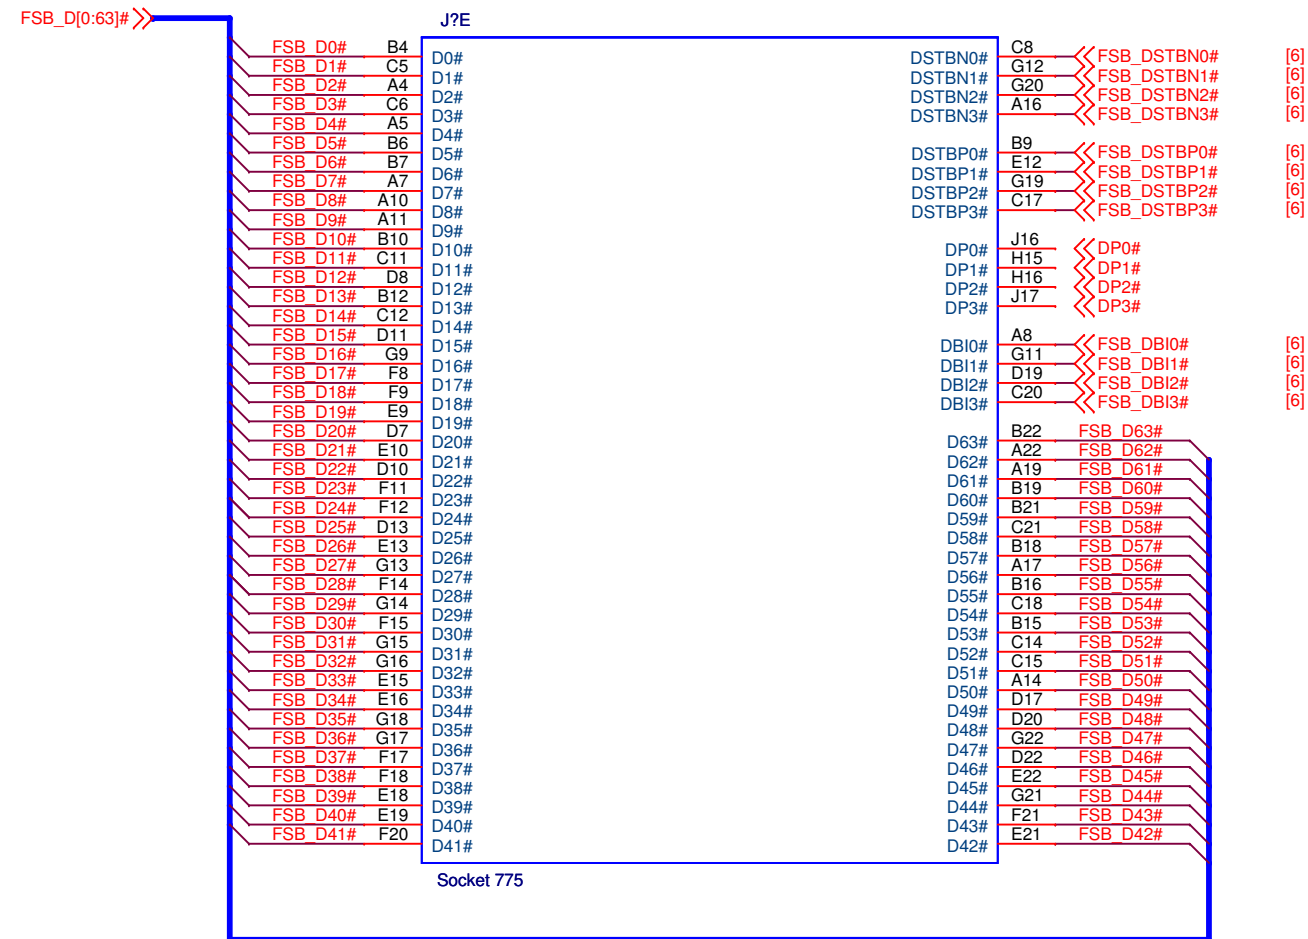 FSB_D[0:63]#
J?E
FSB_D0# B4 D0#
FSB_D1# C5 D1#
FSB_D2# A4 D2#
FSB_D3# C6 D3#
FSB_D4# A5 D4#
FSB_D5# B6 D5#
FSB_D6# B7 D6#
FSB_D7# A7 D7#
FSB_D8# A10 D8#
FSB_D9# A11 D9#
FSB_D10# B10 D10#
FSB_D11# C11 D11#
FSB_D12# D8 D12#
FSB_D13# B12 D13#
FSB_D14# C12 D14#
FSB_D15# D11 D15#
FSB_D16# G9 D16#
FSB_D17# F8 D17#
FSB_D18# F9 D18#
FSB_D19# E9 D19#
FSB_D20# D7 D20#
FSB_D21# E10 D21#
FSB_D22# D10 D22#
FSB_D23# F11 D23#
FSB_D24# F12 D24#
FSB_D25# D13 D25#
FSB_D26# E13 D26#
FSB_D27# G13 D27#
FSB_D28# F14 D28#
FSB_D29# G14 D29#
FSB_D30# F15 D30#
FSB_D31# G15 D31#
FSB_D32# G16 D32#
FSB_D33# E15 D33#
FSB_D34# E16 D34#
FSB_D35# G18 D35#
FSB_D36# G17 D36#
FSB_D37# F17 D37#
FSB_D38# F18 D38#
FSB_D39# E18 D39#
FSB_D40# E19 D40#
FSB_D41# F20 D41#
DSTBN0# C8 FSB_DSTBN0# [6]
DSTBN1# G12 FSB_DSTBN1# [6]
DSTBN2# G20 FSB_DSTBN2# [6]
DSTBN3# A16 FSB_DSTBN3# [6]
DSTBP0# B9 FSB_DSTBP0# [6]
DSTBP1# E12 FSB_DSTBP1# [6]
DSTBP2# G19 FSB_DSTBP2# [6]
DSTBP3# C17 FSB_DSTBP3# [6]
DP0# J16 DP0#
DP1# H15 DP1#
DP2# H16 DP2#
DP3# J17 DP3#
DBI0# A8 FSB_DBI0# [6]
DBI1# G11 FSB_DBI1# [6]
DBI2# D19 FSB_DBI2# [6]
DBI3# C20 FSB_DBI3# [6]
D63# B22 FSB_D63#
D62# A22 FSB_D62#
D61# A19 FSB_D61#
D60# B19 FSB_D60#
D59# B21 FSB_D59#
D58# C21 FSB_D58#
D57# B18 FSB_D57#
D56# A17 FSB_D56#
D55# B16 FSB_D55#
D54# C18 FSB_D54#
D53# B15 FSB_D53#
D52# C14 FSB_D52#
D51# C15 FSB_D51#
D50# A14 FSB_D50#
D49# D17 FSB_D49#
D48# D20 FSB_D48#
D47# G22 FSB_D47#
D46# D22 FSB_D46#
D45# E22 FSB_D45#
D44# G21 FSB_D44#
D43# F21 FSB_D43#
D42# E21 FSB_D42#
Socket 775